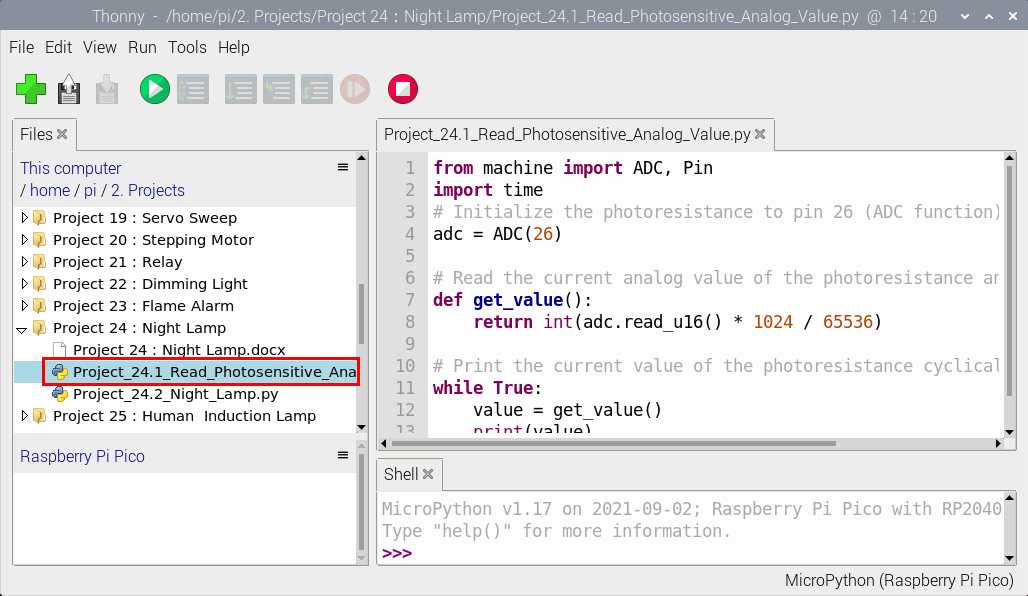 Thonny - /home/pi/2. Projects/Project 24 : Night Lamp/Project_24.1_Read_Photosensitive_Analog_Value.py @ 14 : 20
File Edit View Run Tools Help
Files
This computer
/ home / pi / 2. Projects
Project 19 : Servo Sweep
Project 20 : Stepping Motor
Project 21 : Relay
Project 22 : Dimming Light
Project 23 : Flame Alarm
Project 24 : Night Lamp
Project 24 : Night Lamp.docx
Project_24.1_Read_Photosensitive_Ana
Project_24.2_Night_Lamp.py
Project 25 : Human  Induction Lamp
Raspberry Pi Pico
Project_24.1_Read_Photosensitive_Analog_Value.py
1 from machine import ADC, Pin
2 import time
3 # Initialize the photoresistance to pin 26 (ADC function)
4 adc = ADC(26)
5
6 # Read the current analog value of the photoresistance an
7 def get_value():
8     return int(adc.read_u16() * 1024 / 65536)
9
10 # Print the current value of the photoresistance cyclical
11 while True:
12     value = get_value()
13     print(value)
Shell
MicroPython v1.17 on 2021-09-02; Raspberry Pi Pico with RP2040
Type "help()" for more information.
>>>
MicroPython (Raspberry Pi Pico)